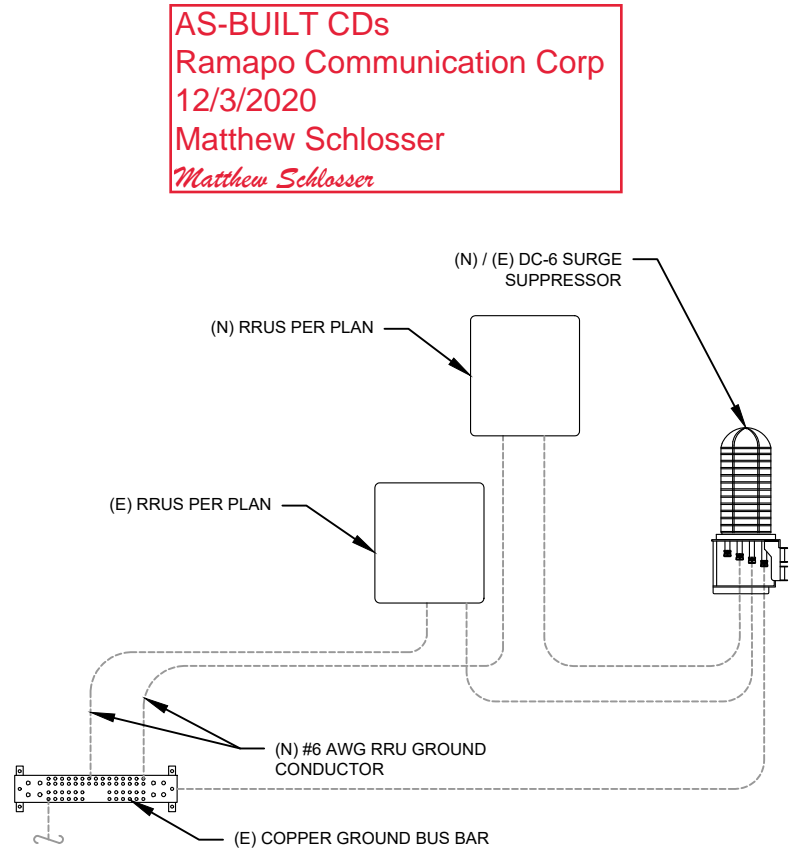 AS-BUILT CDs
Ramapo Communication Corp
12/3/2020
Matthew Schlosser
Matthew Schlosser
(N) / (E) DC-6 SURGE
SUPPRESSOR
(N) RRUS PER PLAN
(E) RRUS PER PLAN
(N) #6 AWG RRU GROUND
CONDUCTOR
(E) COPPER GROUND BUS BAR